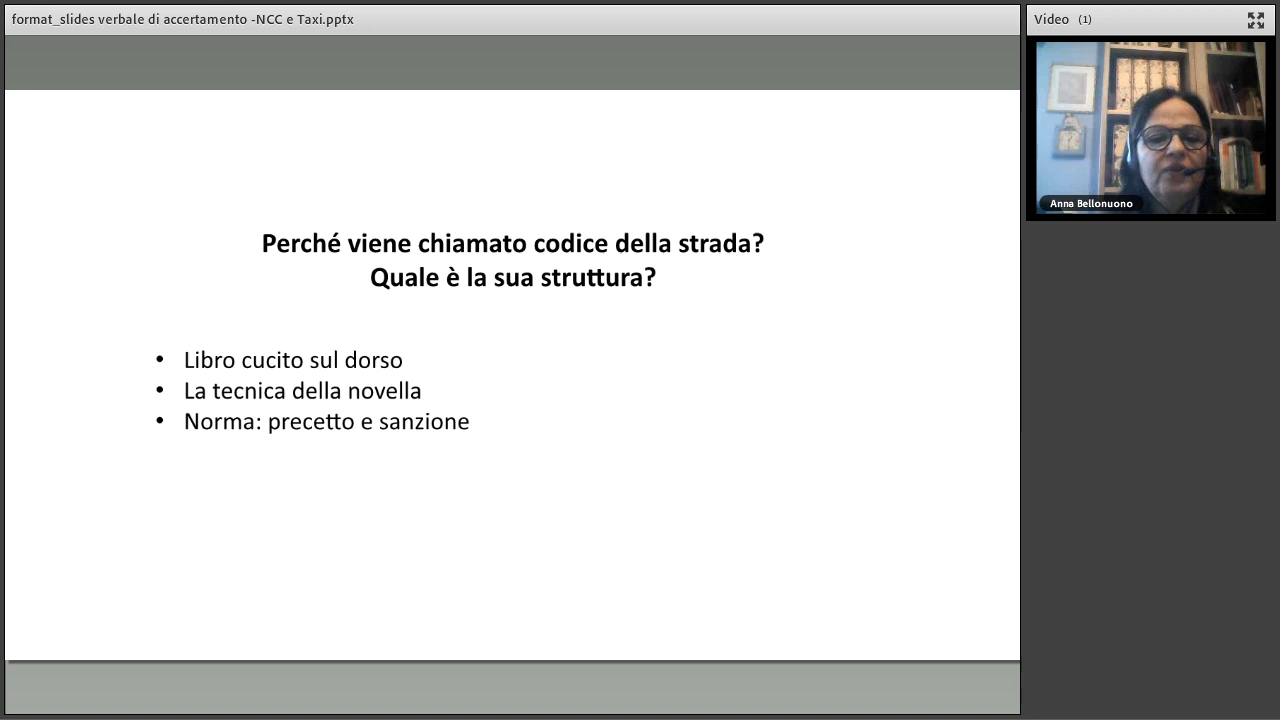 format_slides verbale di accertamento -NCC e Taxi.pptx
Video (1)
Anna Bellonuono
Perché viene chiamato codice della strada?
Quale è la sua struttura?
• Libro cucito sul dorso
• La tecnica della novella
• Norma: precetto e sanzione